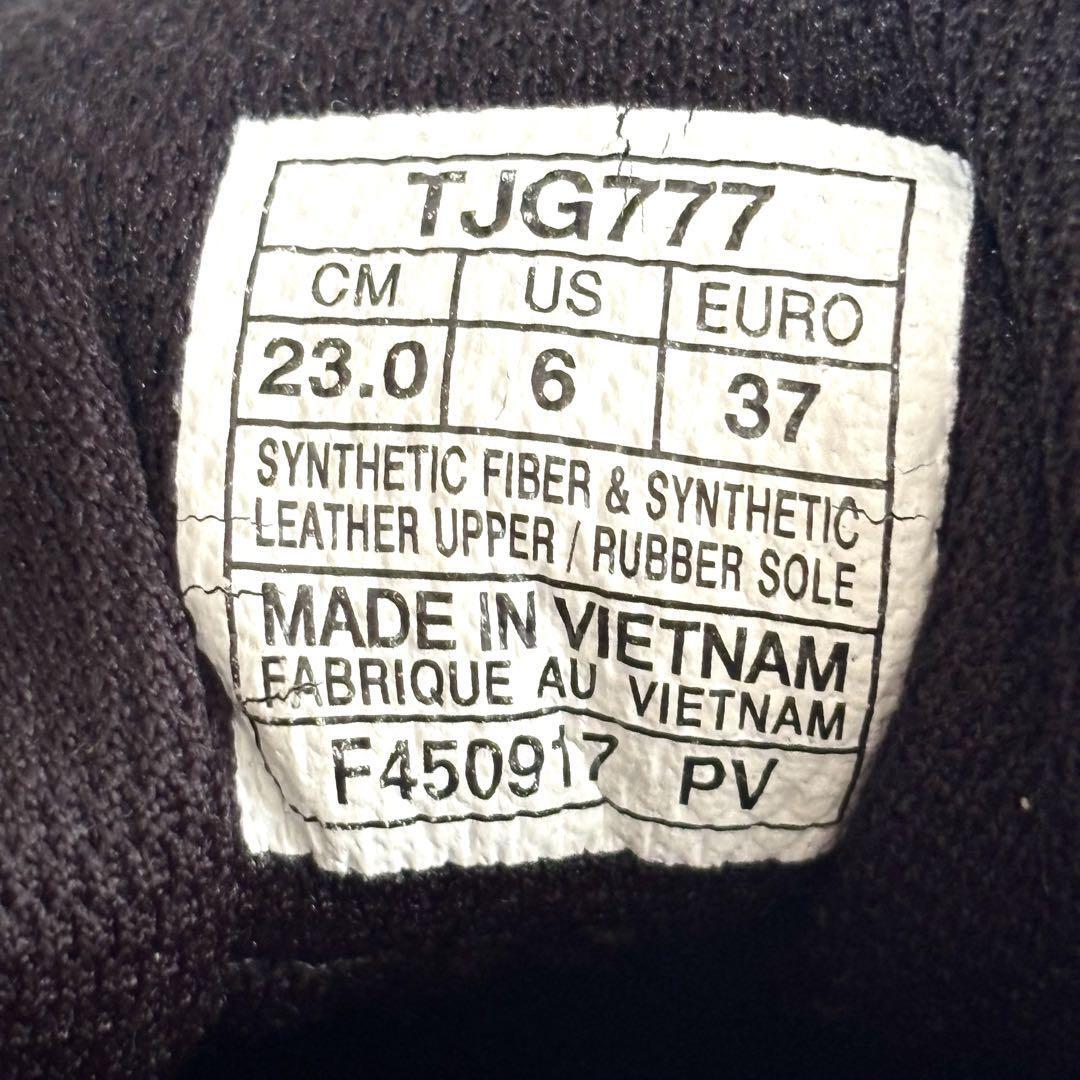 TJG777
CM US EURO
23.0 6 37
SYNTHETIC FIBER & SYNTHETIC
LEATHER UPPER / RUBBER SOLE
MADE IN VIETNAM
FABRIQUE AU VIETNAM
F450917 PV